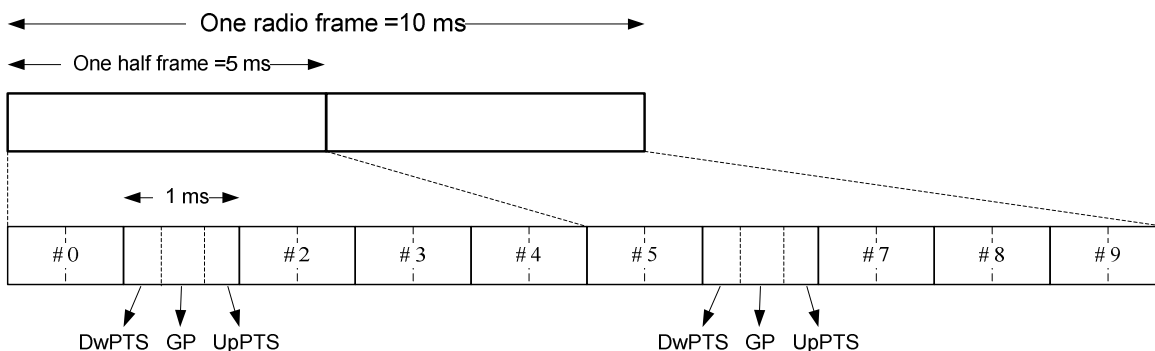 One radio frame =10 ms
One half frame =5 ms
1 ms
#0 #2 #3 #4 #5 #7 #8 #9
DwPTS GP UpPTS DwPTS GP UpPTS